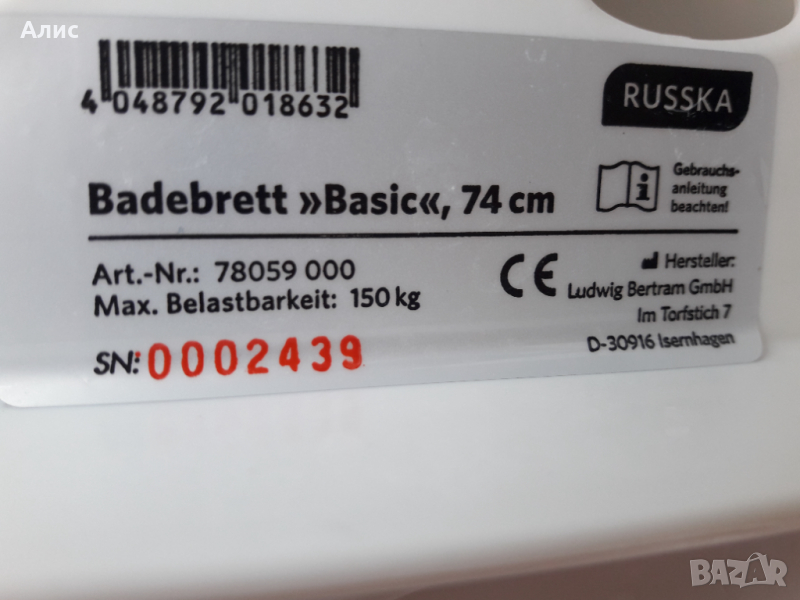 Алис
4 048792 018632
RUSSKA
Badebrett »Basic«, 74 cm
Gebrauchs-
anleitung
beachten!
Art.-Nr.: 78059 000
Max. Belastbarkeit: 150 kg
SN: 0002439
CE
Hersteller:
Ludwig Bertram GmbH
Im Torfstich 7
D-30916 Isernhagen
BAZAR